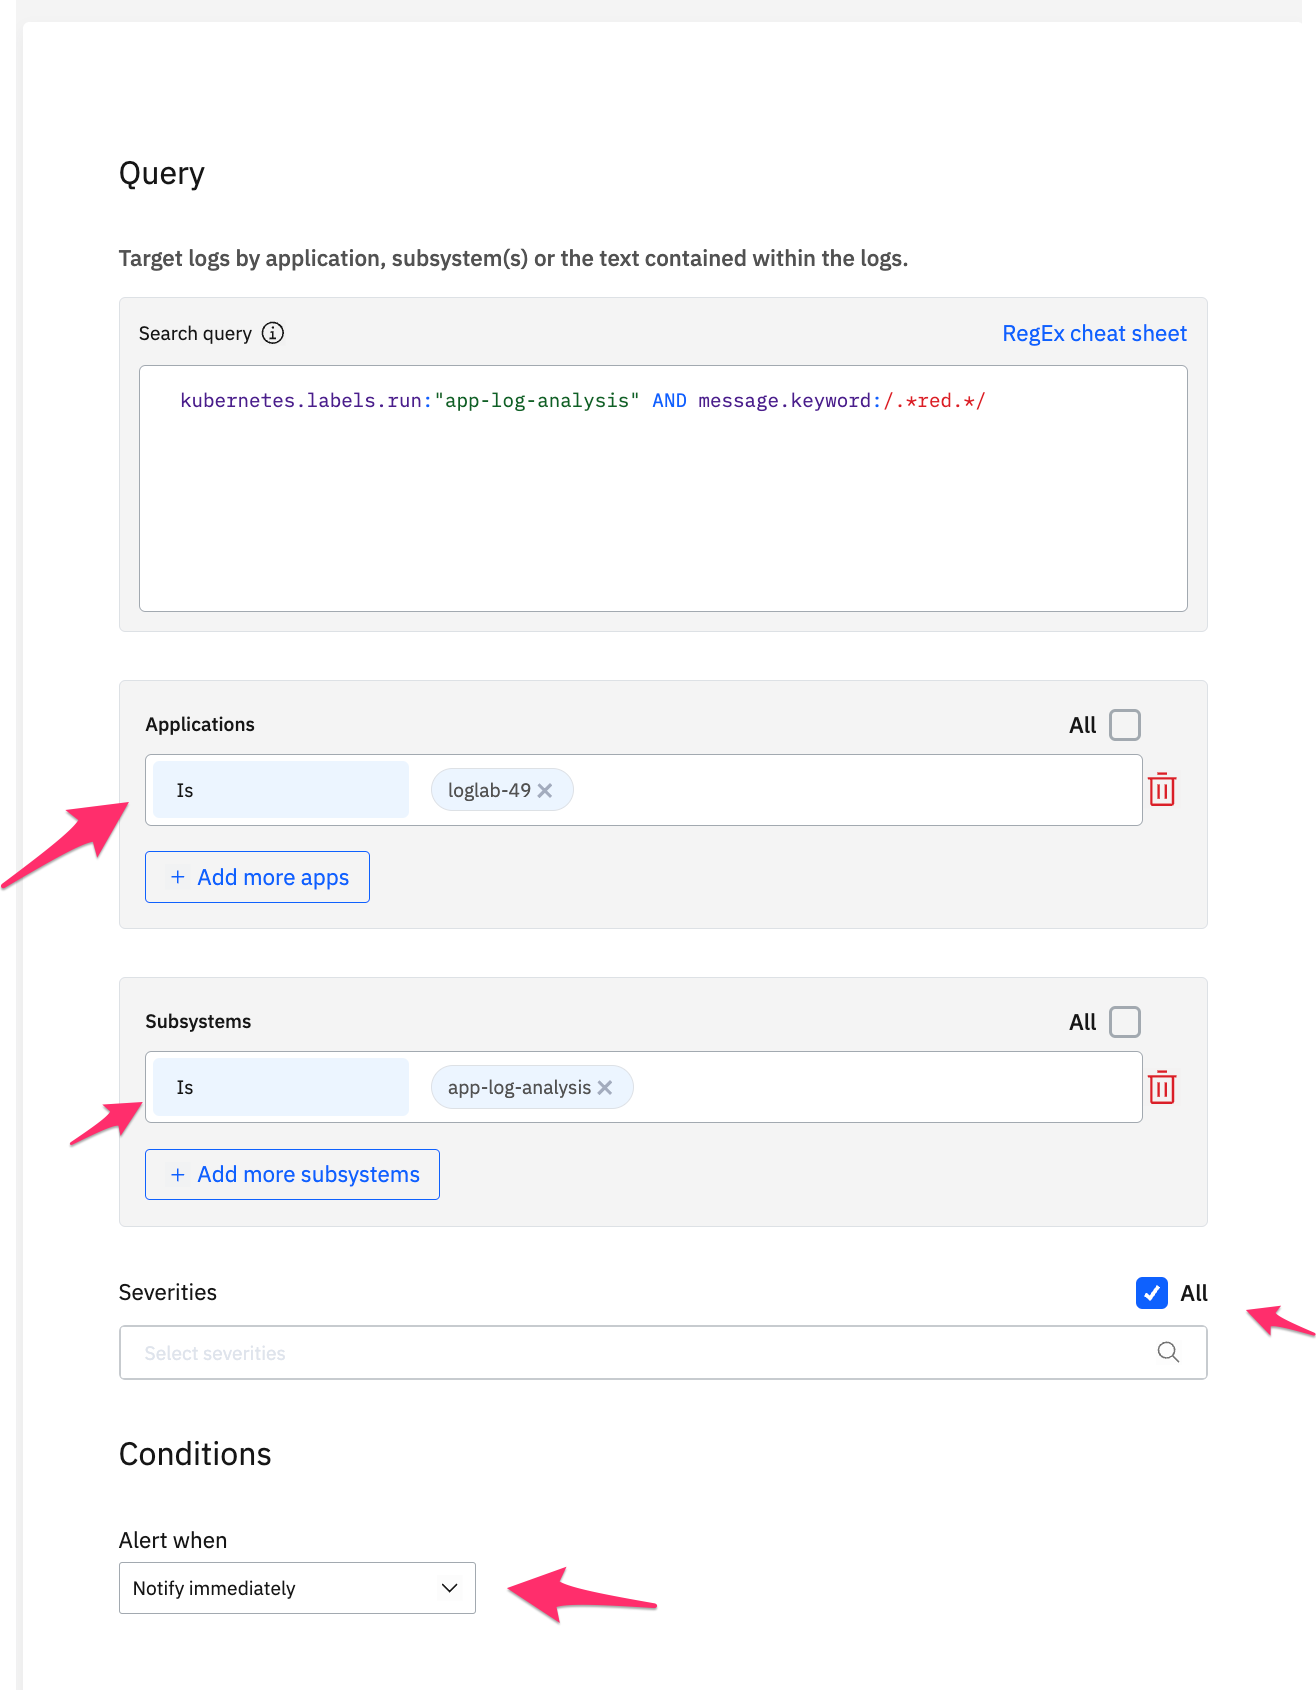 Query
Target logs by application, subsystem(s) or the text contained within the logs.
Search query
RegEx cheat sheet
kubernetes.labels.run:"app-log-analysis" AND message.keyword:/.*red.*/
Applications
All
Is
loglab-49
+ Add more apps
Subsystems
All
Is
app-log-analysis
+ Add more subsystems
Severities
All
Select severities
Conditions
Alert when
Notify immediately